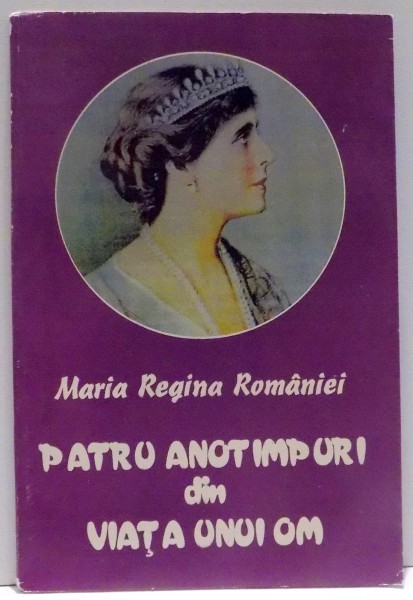 Maria Regina României
PATRU ANOTIMPURI
din
VIAȚA UNUI OM